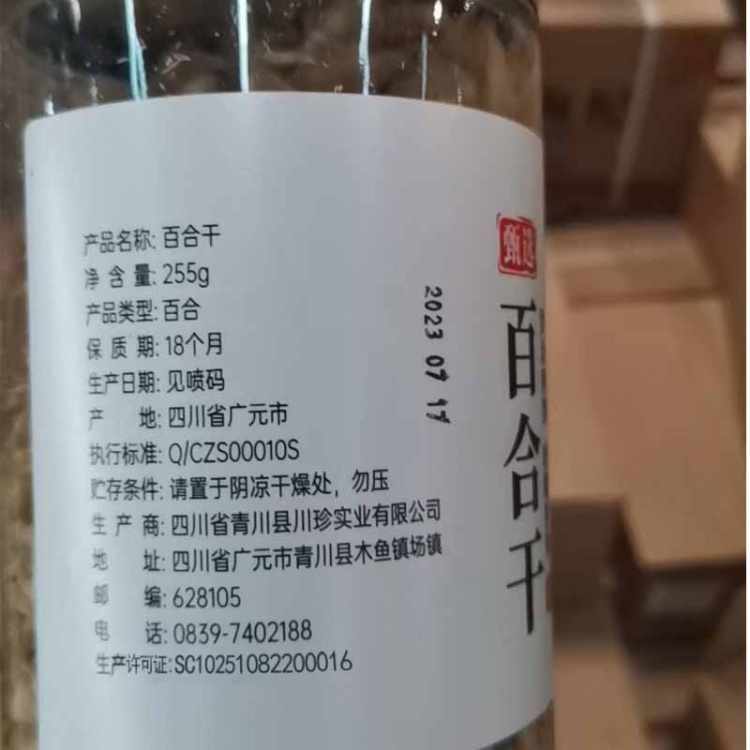 产品名称: 百合干
净 含 量: 255g
产品类型: 百合
保 质 期: 18个月
生产日期: 见喷码
产 地: 四川省广元市
执行标准: Q/CZS00010S
贮存条件: 请置于阴凉干燥处，勿压
生 产 商: 四川省青川县川珍实业有限公司
地 址: 四川省广元市青川县木鱼镇场镇
邮 编: 628105
电 话: 0839-7402188
生产许可证:SC10251082200016
2023 07 17
甄选
百合干